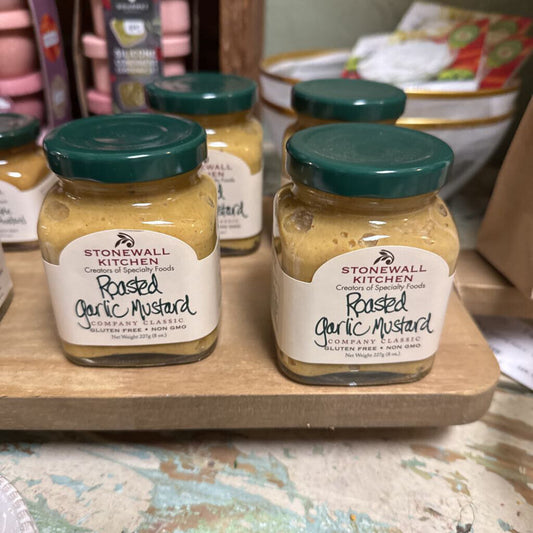 STONEWALL
KITCHEN
Creators of Specialty Foods
Roasted
garlic Mustard
COMPANY CLASSIC
GLUTEN FREE • NON GMO
Net Weight 227g (8 oz.)
STONEWALL
KITCHEN
Creators of Specialty Foods
Roasted
garlic Mustard
COMPANY CLASSIC
GLUTEN FREE • NON GMO
Net Weight 227g (8 oz.)